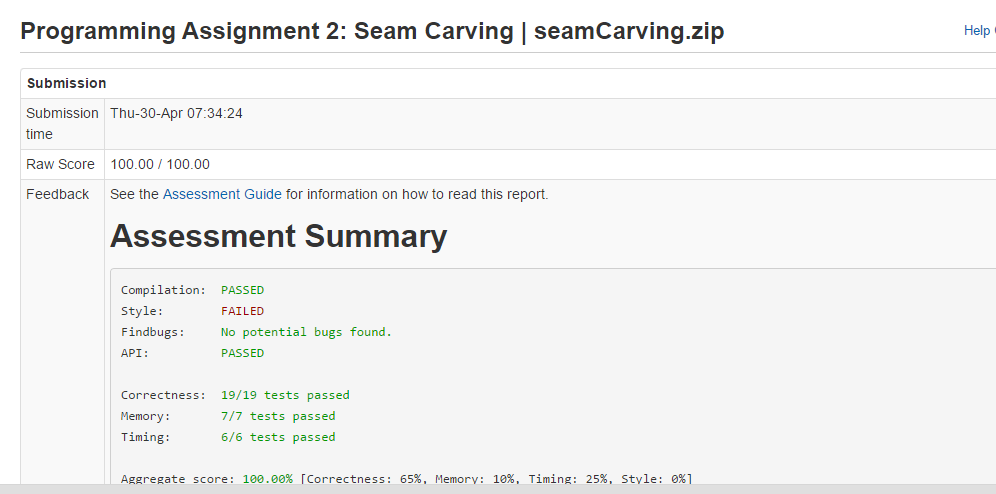 Programming Assignment 2: Seam Carving | seamCarving.zip
Help
Submission
Submission time
Thu-30-Apr 07:34:24
Raw Score 100.00 / 100.00
Feedback See the Assessment Guide for information on how to read this report.
Assessment Summary
Compilation: PASSED
Style: FAILED
Findbugs: No potential bugs found.
API: PASSED
Correctness: 19/19 tests passed
Memory: 7/7 tests passed
Timing: 6/6 tests passed
Aggregate score: 100.00% [Correctness: 65%, Memory: 10%, Timing: 25%, Style: 0%]